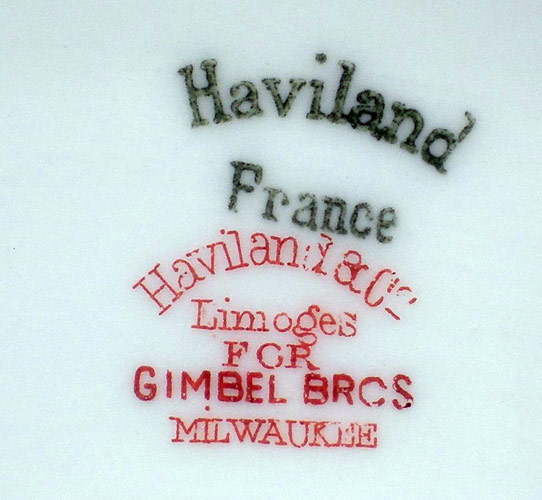 Haviland
France
Haviland & Co
Limoges
FOR
GIMBEL BROS
MILWAUKEE